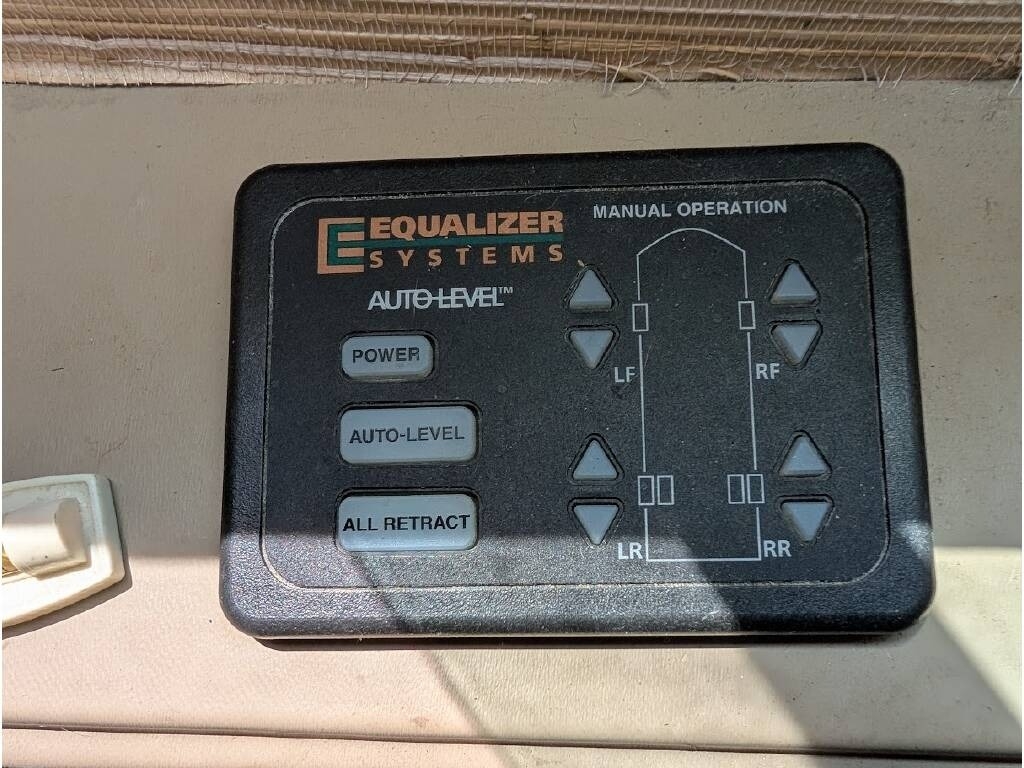 EQUALIZER
SYSTEMS
AUTO-LEVEL™
POWER
AUTO-LEVEL
ALL RETRACT
MANUAL OPERATION
LF
RF
LR
RR